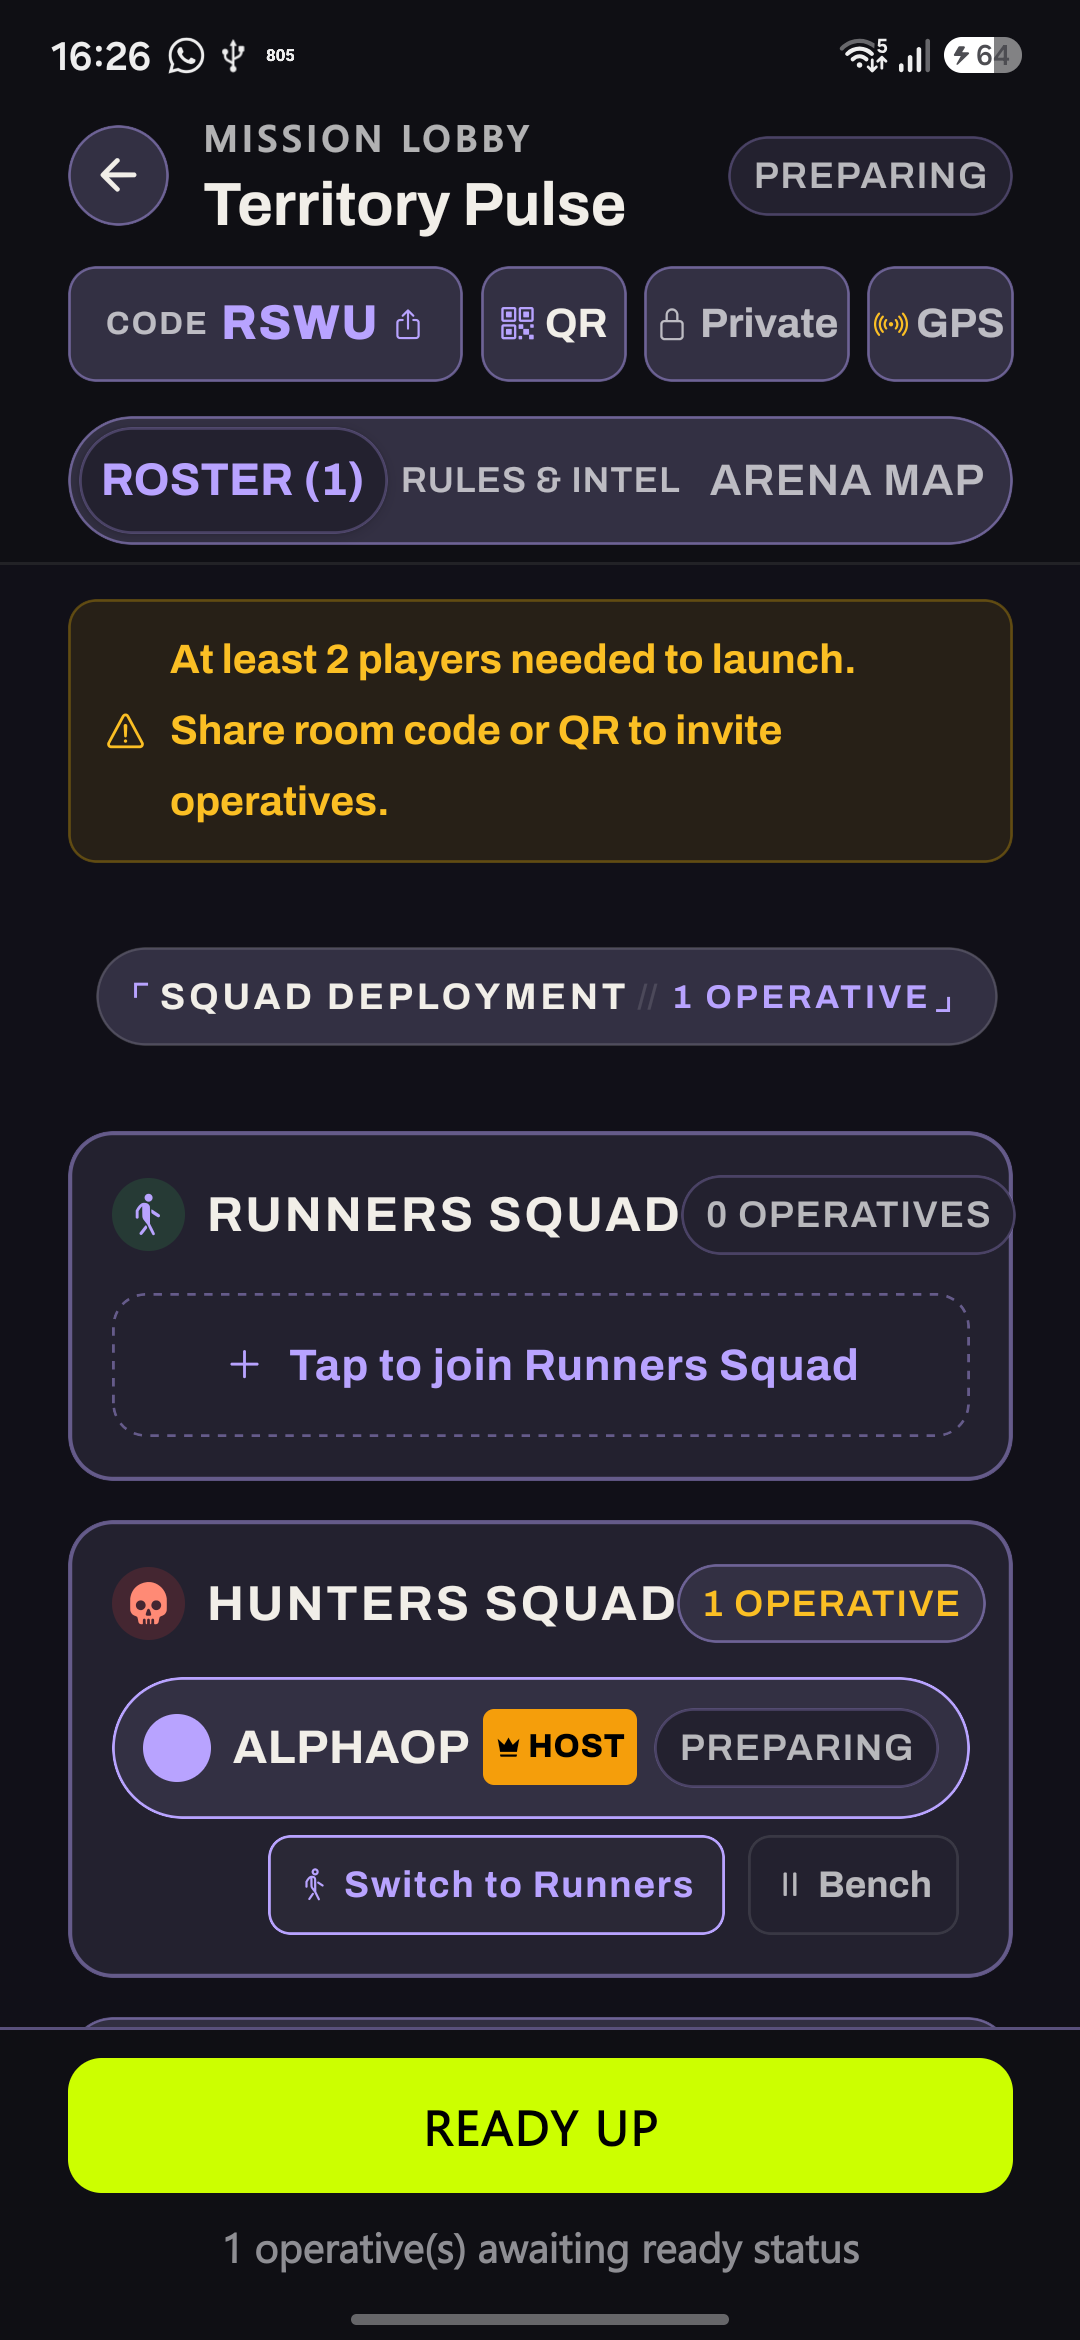 16:26 805 5 64
MISSION LOBBY
Territory Pulse
PREPARING
CODE RSWU QR Private GPS
ROSTER (1) RULES & INTEL ARENA MAP
At least 2 players needed to launch.
Share room code or QR to invite
operatives.
SQUAD DEPLOYMENT // 1 OPERATIVE
RUNNERS SQUAD 0 OPERATIVES
+ Tap to join Runners Squad
HUNTERS SQUAD 1 OPERATIVE
ALPHAOP HOST PREPARING
Switch to Runners Bench
READY UP
1 operative(s) awaiting ready status